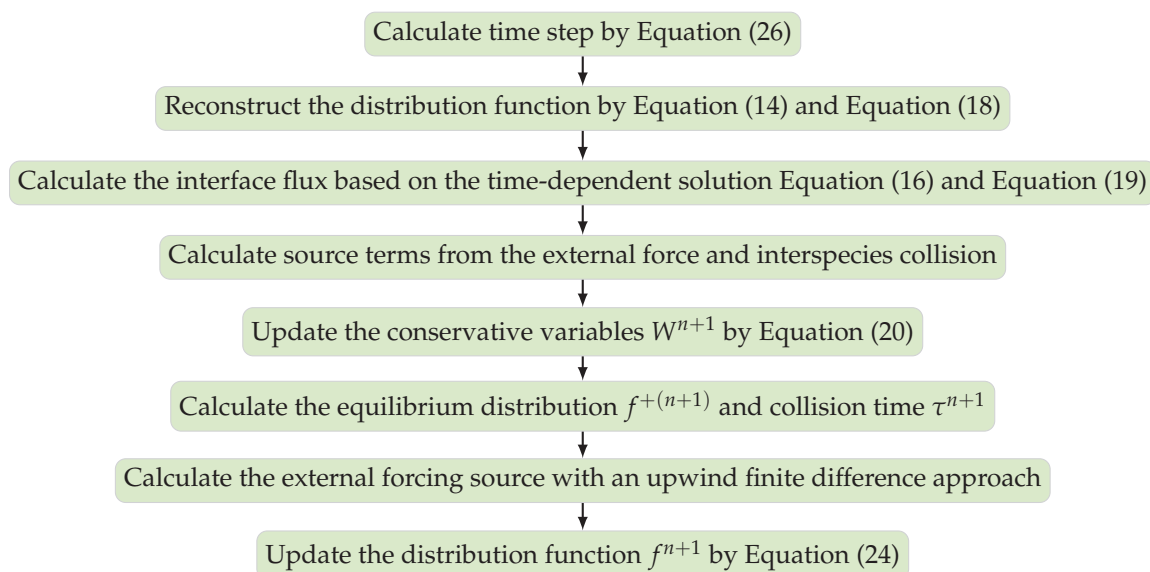 Calculate time step by Equation (26)
Reconstruct the distribution function by Equation (14) and Equation (18)
Calculate the interface flux based on the time-dependent solution Equation (16) and Equation (19)
Calculate source terms from the external force and interspecies collision
Update the conservative variables W^{n+1} by Equation (20)
Calculate the equilibrium distribution f^{+(n+1)} and collision time τ^{n+1}
Calculate the external forcing source with an upwind finite difference approach
Update the distribution function f^{n+1} by Equation (24)